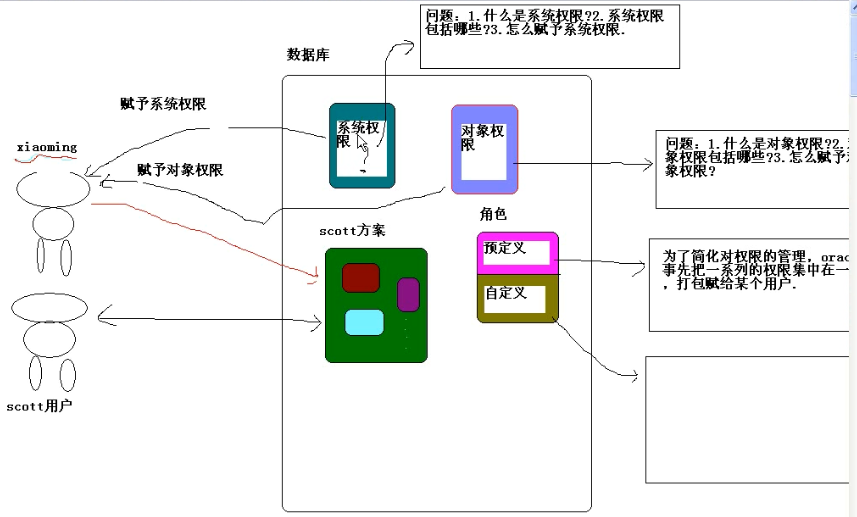 问题：1.什么是系统权限?2.系统权限
包括哪些?3.怎么赋予系统权限.
数据库
赋予系统权限
系统权
限
对象权
限
xiaoming
赋予对象权限
问题：1.什么是对象权限?2.
象权限包括哪些?3.怎么赋予
象权限?
scott方案
角色
预定义
自定义
为了简化对权限的管理，orac
事先把一系列的权限集中在一
，打包赋给某个用户.
scott用户